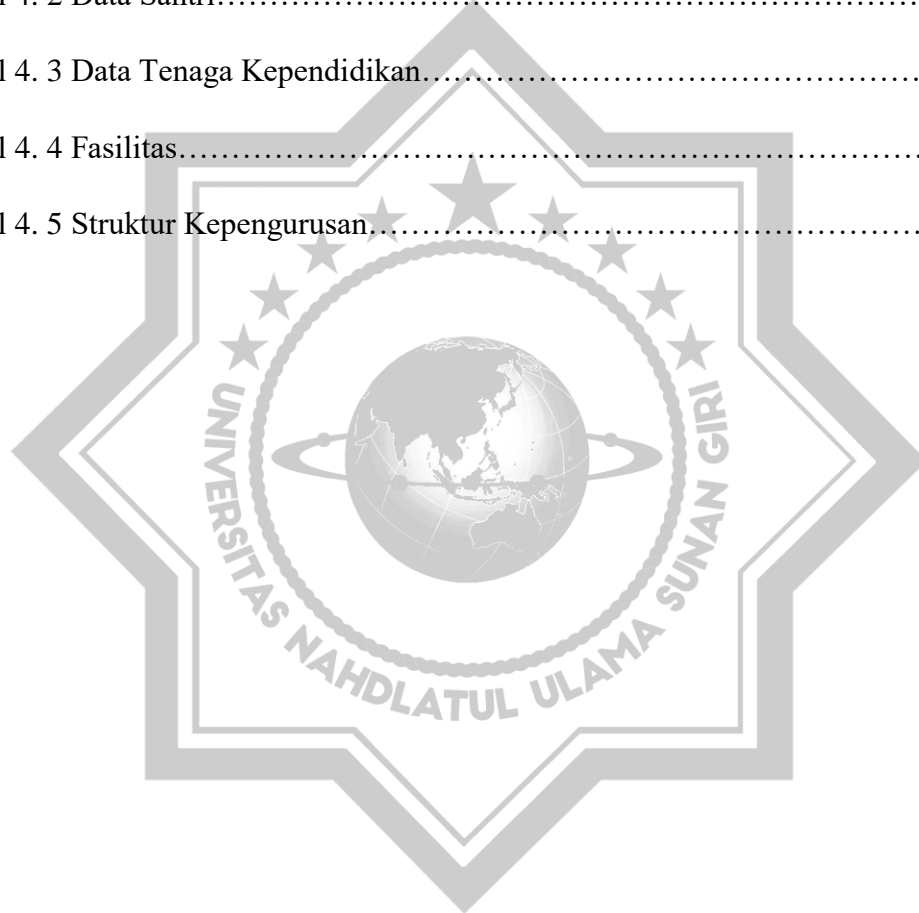 l 4. 2 Data Santri……………………………………………………………
l 4. 3 Data Tenaga Kependidikan…………………………………………
l 4. 4 Fasilitas…………………………………………………………………
l 4. 5 Struktur Kepengurusan………………………………………………
UNIVERSITAS NAHDLATUL ULAMA SUNAN GIRI